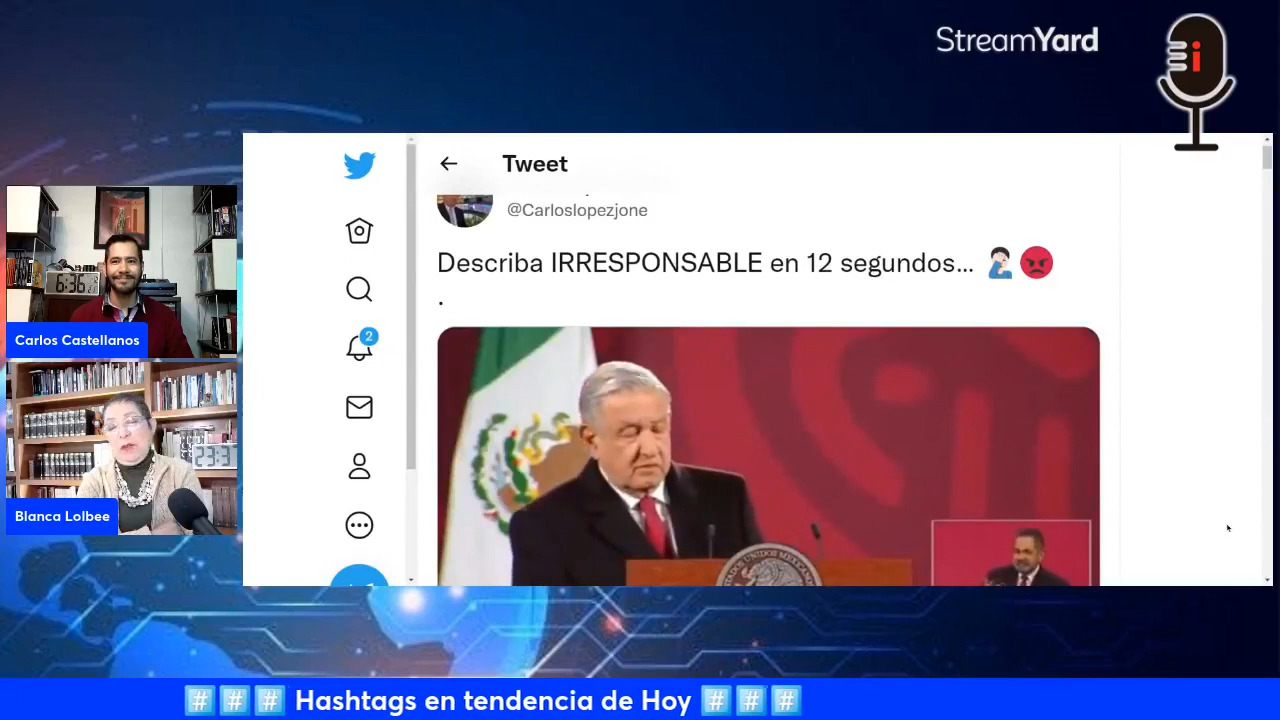 StreamYard
i
Tweet
@Carloslopezjone
Describa IRRESPONSABLE en 12 segundos... 🤦🏻‍♂️😡
.
2
6:36
Carlos Castellanos
Blanca Lolbee
#️⃣#️⃣#️⃣ Hashtags en tendencia de Hoy #️⃣#️⃣#️⃣